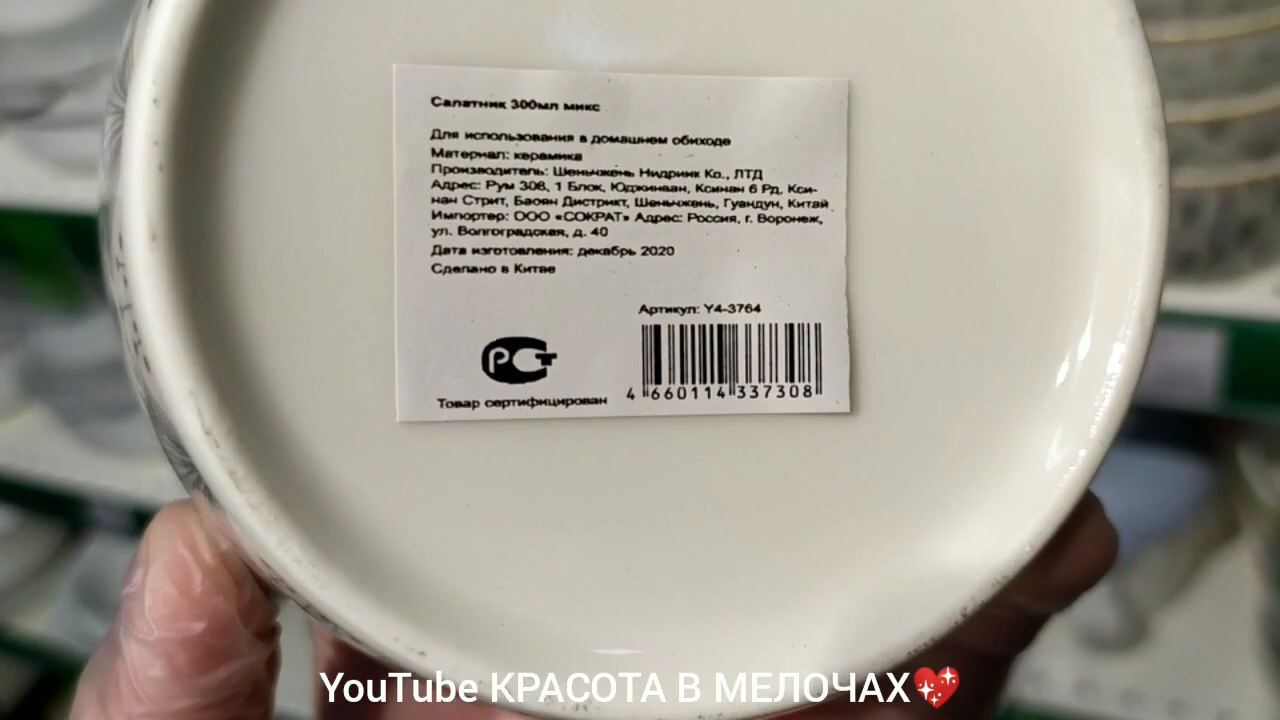 Салатник 300мл микс
Для использования в домашнем обиходе
Материал: керамика
Производитель: Шеньчжень Нидринк Ко., ЛТД
Адрес: Рум 308, 1 Блок, Юджинван, Ксинан 6 Рд, Кси-
нан Стрит, Баоян Дистрикт, Шеньчжень, Гуандун, Китай
Импортер: ООО «СОКРАТ» Адрес: Россия, г. Воронеж,
ул. Волгоградская, д. 40
Дата изготовления: декабрь 2020
Сделано в Китае
Артикул: Y4-3764
РСТ
4 660114 337308
Товар сертифицирован
YouTube КРАСОТА В МЕЛОЧАХ💖